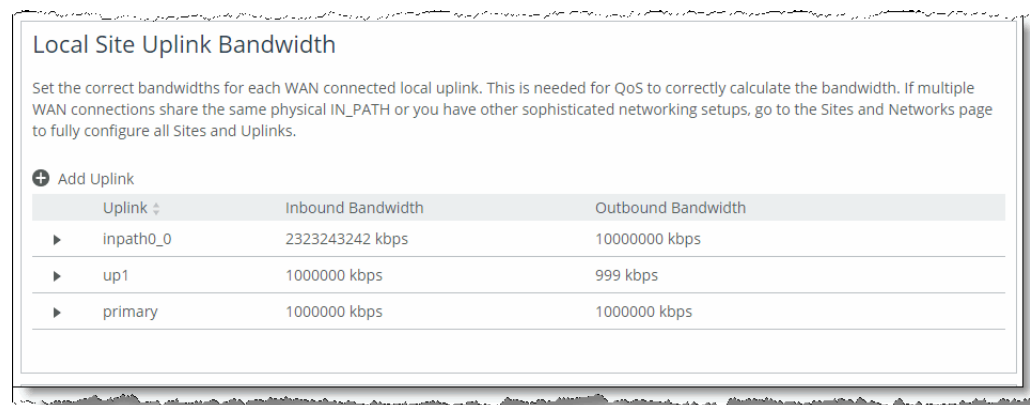 Local Site Uplink Bandwidth
Set the correct bandwidths for each WAN connected local uplink. This is needed for QoS to correctly calculate the bandwidth. If multiple
WAN connections share the same physical IN_PATH or you have other sophisticated networking setups, go to the Sites and Networks page
to fully configure all Sites and Uplinks.
Add Uplink
Uplink Inbound Bandwidth Outbound Bandwidth
inpath0_0 2323243242 kbps 10000000 kbps
up1 1000000 kbps 999 kbps
primary 1000000 kbps 1000000 kbps